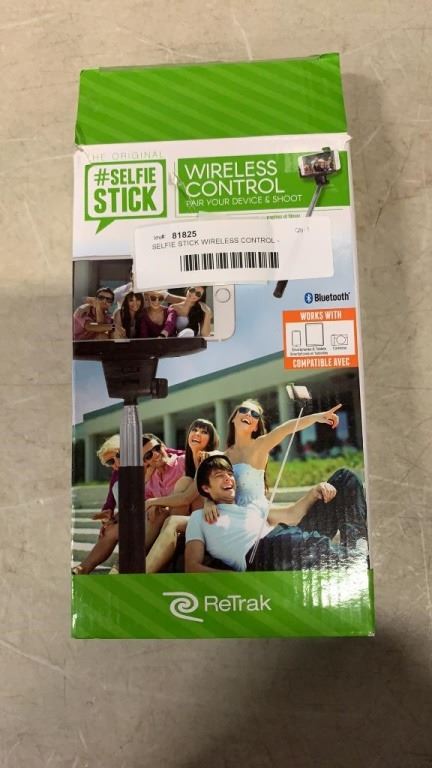 THE ORIGINAL
#SELFIE
STICK
WIRELESS
CONTROL
PAIR YOUR DEVICE & SHOOT
81825
SELFIE STICK WIRELESS CONTROL -
Bluetooth®
WORKS WITH
COMPATIBLE AVEC
ReTrak